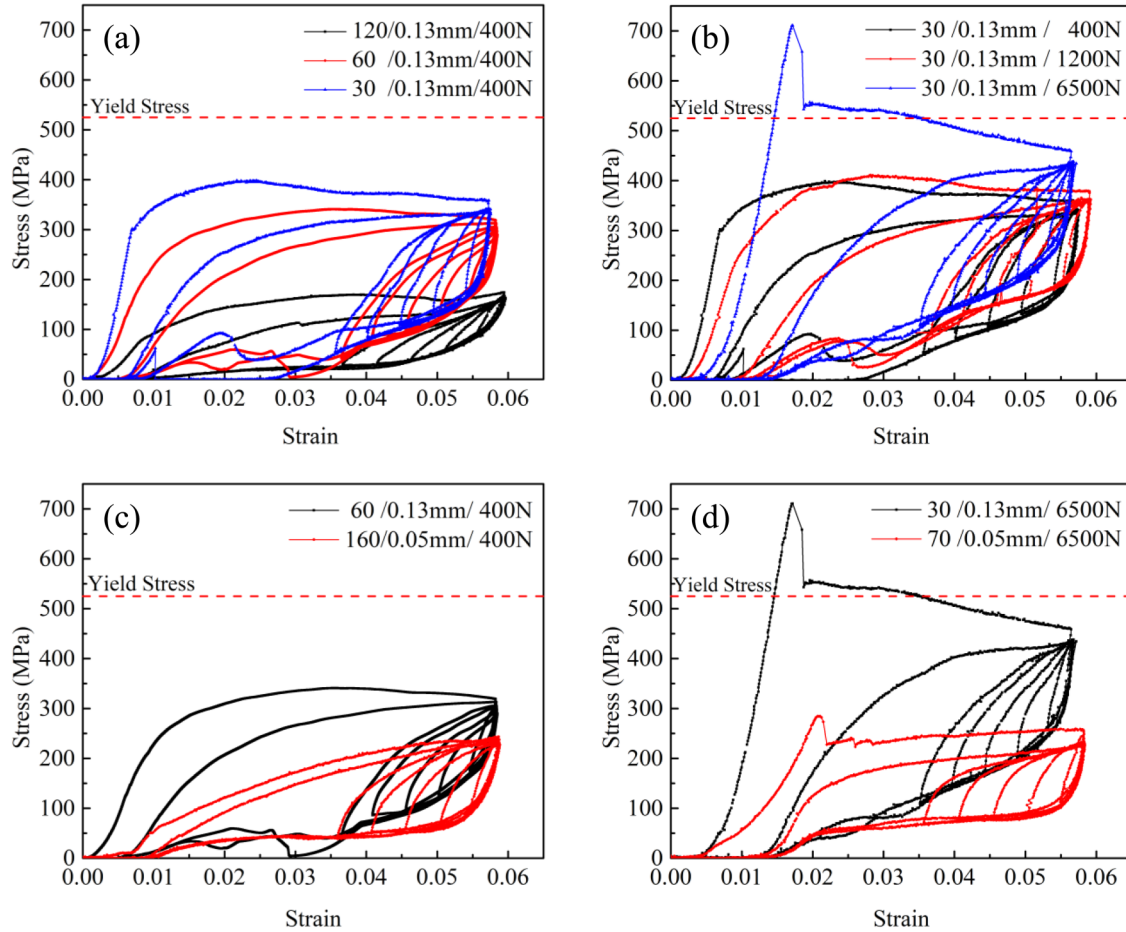 (a)
120/0.13mm/400N
60 /0.13mm/400N
30 /0.13mm/400N
Yield Stress
700
600
500
400
300
200
100
0
Stress (MPa)
0.00 0.01 0.02 0.03 0.04 0.05 0.06
Strain
(b)
30 /0.13mm / 400N
30 /0.13mm / 1200N
30 /0.13mm / 6500N
Yield Stress
700
600
500
400
300
200
100
0
Stress (MPa)
0.00 0.01 0.02 0.03 0.04 0.05 0.06
Strain
(c)
60 /0.13mm/ 400N
160/0.05mm/ 400N
Yield Stress
700
600
500
400
300
200
100
0
Stress (MPa)
0.00 0.01 0.02 0.03 0.04 0.05 0.06
Strain
(d)
30 /0.13mm/ 6500N
70 /0.05mm/ 6500N
Yield Stress
700
600
500
400
300
200
100
0
Stress (MPa)
0.00 0.01 0.02 0.03 0.04 0.05 0.06
Strain